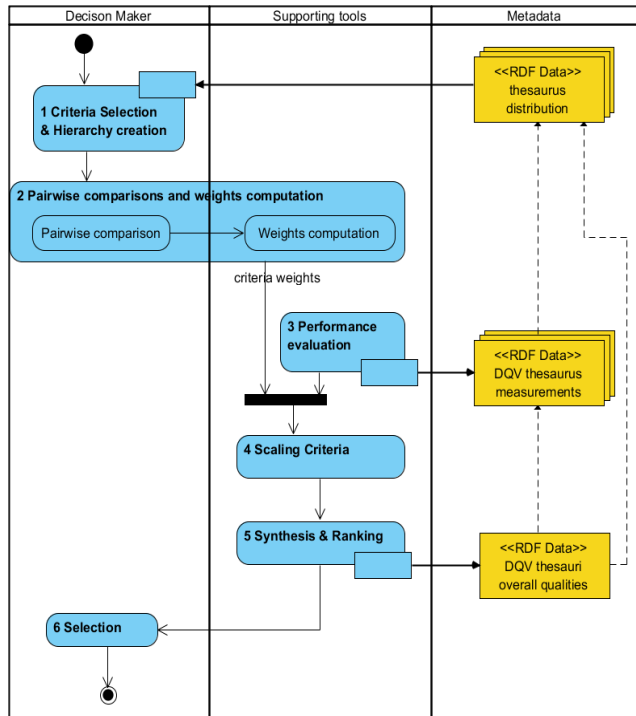 Decison Maker
Supporting tools
Metadata
<<RDF Data>>
thesaurus
distribution
1 Criteria Selection
& Hierarchy creation
2 Pairwise comparisons and weights computation
Pairwise comparison
Weights computation
criteria weights
3 Performance
evaluation
<<RDF Data>>
DQV thesaurus
measurements
4 Scaling Criteria
5 Synthesis & Ranking
<<RDF Data>>
DQV thesauri
overall qualities
6 Selection